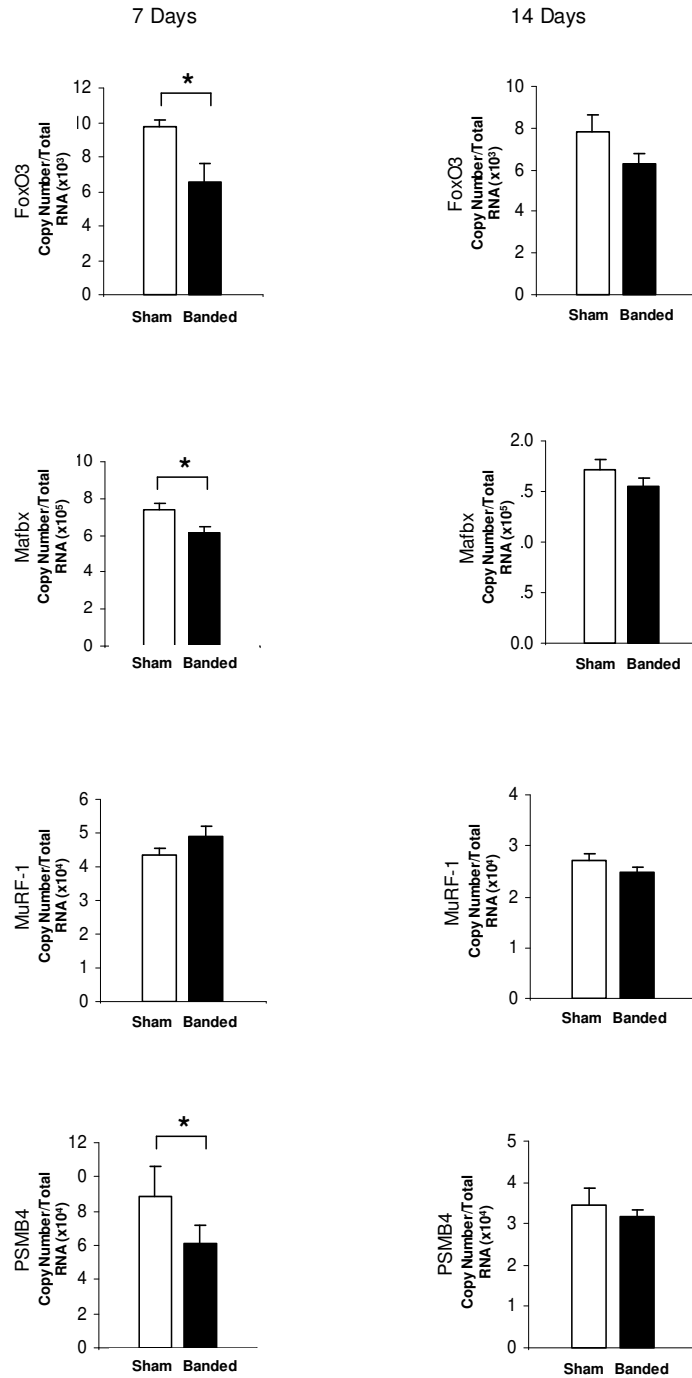 7 Days
14 Days
FoxO3
Copy Number/Total
RNA (x10³)
12
10
8
6
4
2
0
*
Sham Banded
FoxO3
Copy Number/Total
RNA (x10³)
10
8
6
4
2
0
Sham Banded
Mafbx
Copy Number/Total
RNA (x10⁵)
10
8
6
4
2
0
*
Sham Banded
Mafbx
Copy Number/Total
RNA (x10⁵)
2.0
.5
.0
.5
0.0
Sham Banded
MuRF-1
Copy Number/Total
RNA (x10⁴)
6
5
4
3
2
1
0
Sham Banded
MuRF-1
Copy Number/Total
RNA (x10⁴)
4
3
2
1
0
Sham Banded
PSMB4
Copy Number/Total
RNA (x10⁴)
12
0
8
6
4
2
0
*
Sham Banded
PSMB4
Copy Number/Total
RNA (x10⁴)
5
4
3
2
1
0
Sham Banded